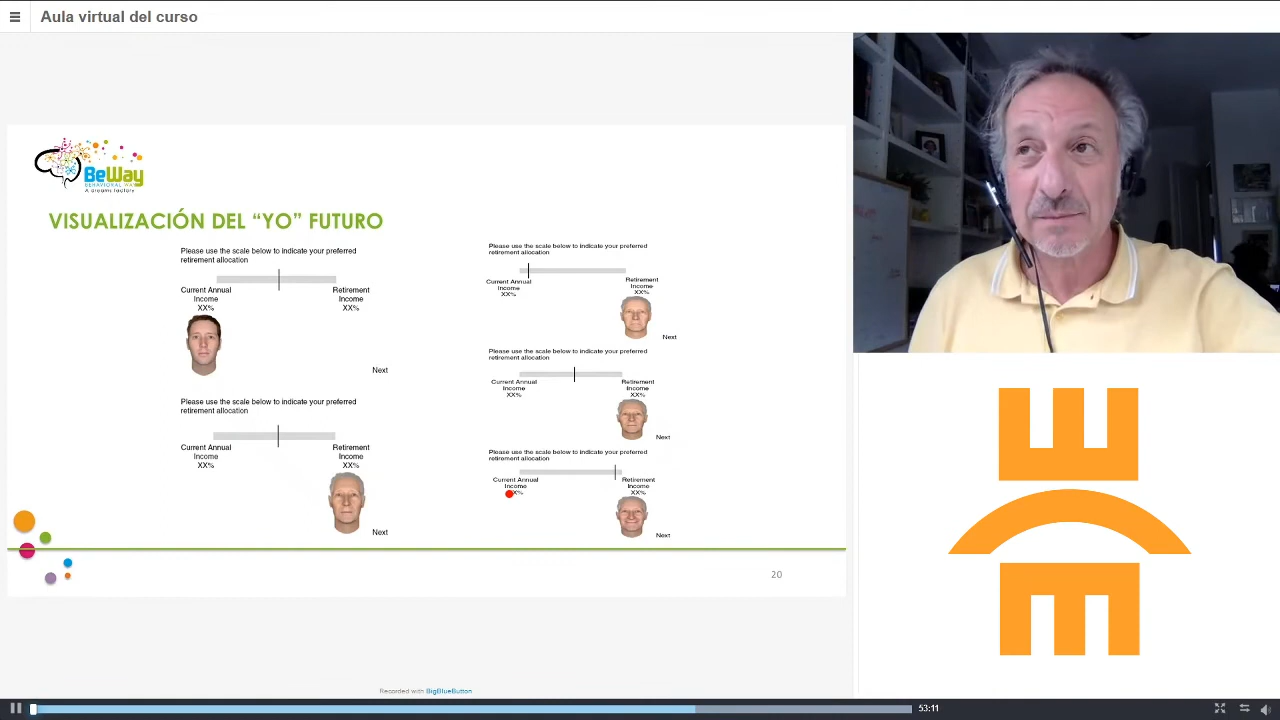 Aula virtual del curso
BeWay
BEHAVIORAL WAY
A dreams factory
VISUALIZACIÓN DEL “YO” FUTURO
Please use the scale below to indicate your preferred
retirement allocation
Current Annual
Income
XX%
Retirement
Income
XX%
Next
Please use the scale below to indicate your preferred
retirement allocation
Current Annual
Income
XX%
Retirement
Income
XX%
Next
Please use the scale below to indicate your preferred
retirement allocation
Current Annual
Income
XX%
Retirement
Income
XX%
Next
Please use the scale below to indicate your preferred
retirement allocation
Current Annual
Income
XX%
Retirement
Income
XX%
Next
Please use the scale below to indicate your preferred
retirement allocation
Current Annual
Income
X%
Retirement
Income
XX%
Next
20
Recorded with BigBlueButton
53:11